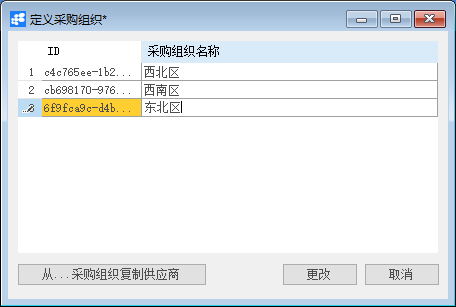 定义采购组织*
ID 采购组织名称
1 c4c765ee-1b2... 西北区
2 cb698170-976... 西南区
3 6f9fca9c-d4b... 东北区
从...采购组织复制供应商 更改 取消